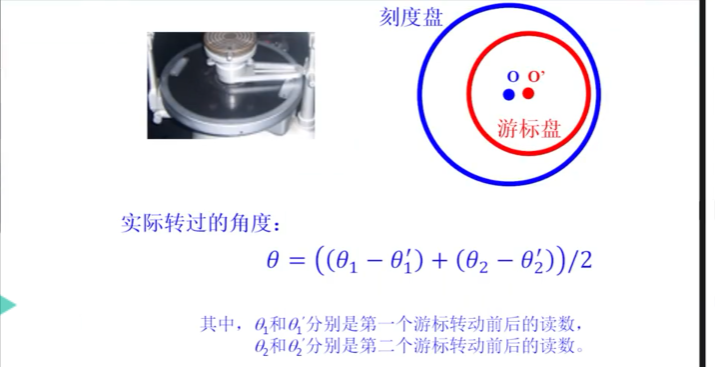 刻度盘
O O’
游标盘
实际转过的角度：
θ = ((θ₁ − θ₁′) + (θ₂ − θ₂′))/2
其中，θ₁和θ₁′分别是第一个游标转动前后的读数，
θ₂和θ₂′分别是第二个游标转动前后的读数。